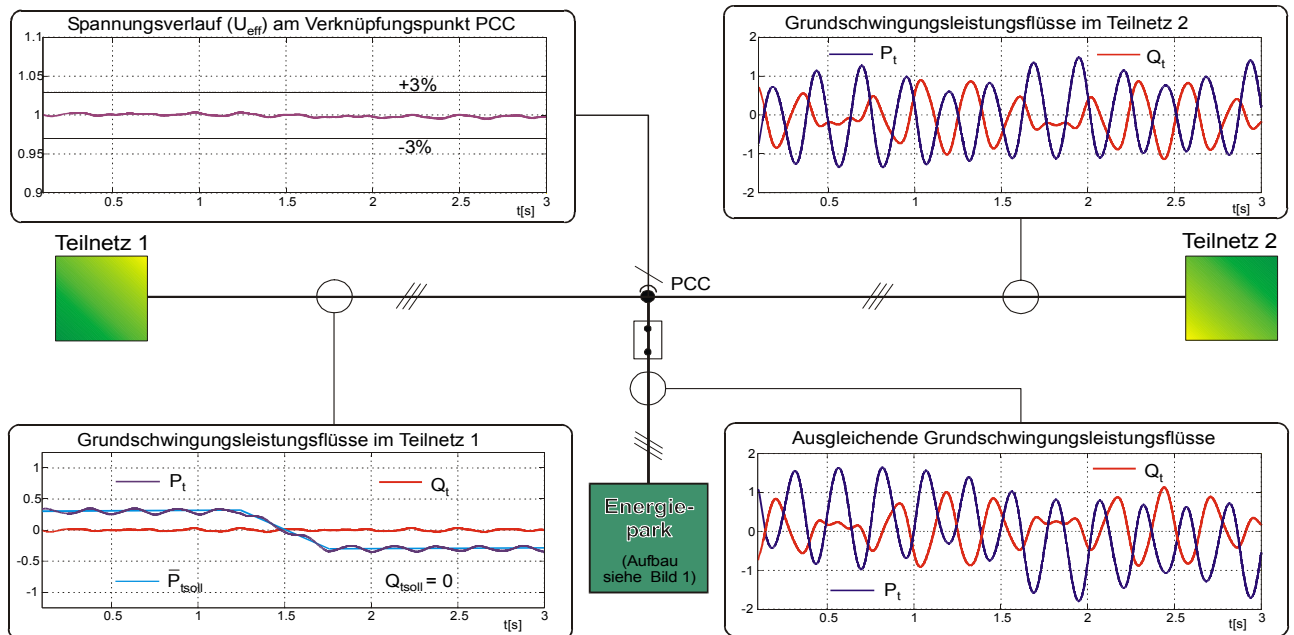 Spannungsverlauf (Ueff) am Verknüpfungspunkt PCC
1.1
1.05
1
0.95
0.9
+3%
-3%
0.5 1 1.5 2 2.5 3
t[s]
Grundschwingungsleistungsflüsse im Teilnetz 2
2
1
0
-1
-2
Pt
Qt
0.5 1 1.5 2 2.5 3
t[s]
Teilnetz 1
Teilnetz 2
PCC
Grundschwingungsleistungsflüsse im Teilnetz 1
1
0.5
0
-0.5
-1
Pt
Qt
P̅tsoll
Qtsoll = 0
0.5 1 1.5 2 2.5 3
t[s]
Energie-
park
(Aufbau
siehe Bild 1)
Ausgleichende Grundschwingungsleistungsflüsse
2
1
0
-1
-2
Qt
Pt
0.5 1 1.5 2 2.5 3
t[s]